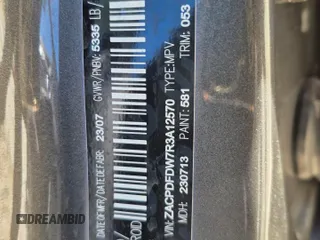 DATE OF MFR/DATE DE FABR: GVWR/PNBV: 5335 LB/
23/07
VIN: ZACPDFDW7R3A12570 TYPE: MPV
MDH: 230713 PAINT: 581 TRIM: 053
DREAMBID